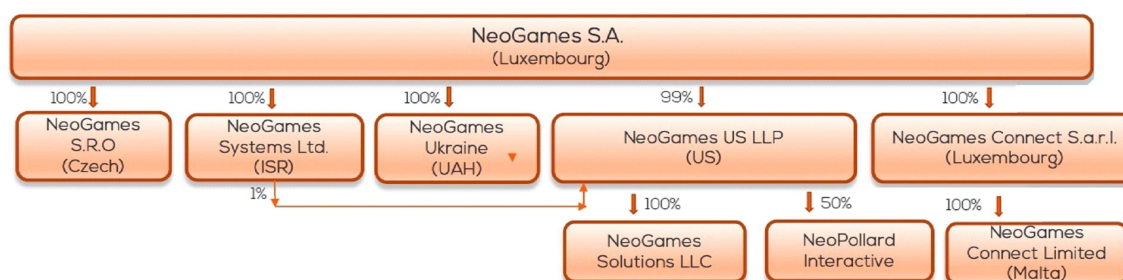 NeoGames S.A.
(Luxembourg)
100%
100%
100%
99%
100%
NeoGames
S.R.O
(Czech)
NeoGames
Systems Ltd.
(ISR)
NeoGames
Ukraine
(UAH)
NeoGames US LLP
(US)
NeoGames Connect S.a.r.l.
(Luxembourg)
1%
100%
50%
100%
NeoGames
Solutions LLC
NeoPollard
Interactive
NeoGames
Connect Limited
(Malta)